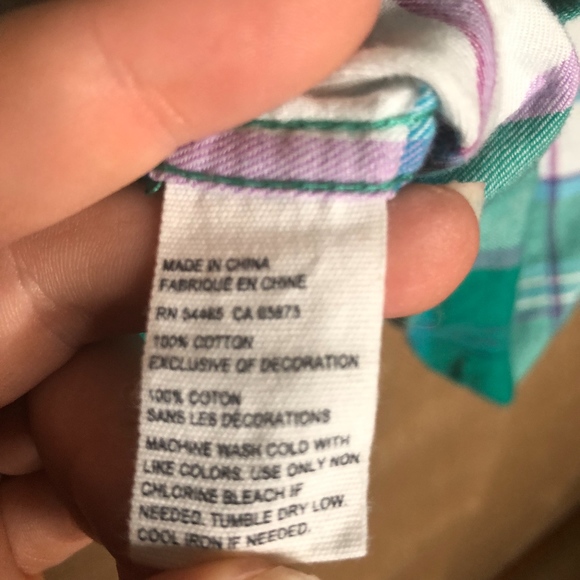 MADE IN CHINA
FABRIQUÉ EN CHINE
RN 54485 CA 03873
100% COTTON
EXCLUSIVE OF DECORATION
100% COTON
SANS LES DÉCORATIONS
MACHINE WASH COLD WITH
LIKE COLORS. USE ONLY NON
CHLORINE BLEACH IF
NEEDED. TUMBLE DRY LOW.
COOL IRON IF NEEDED.